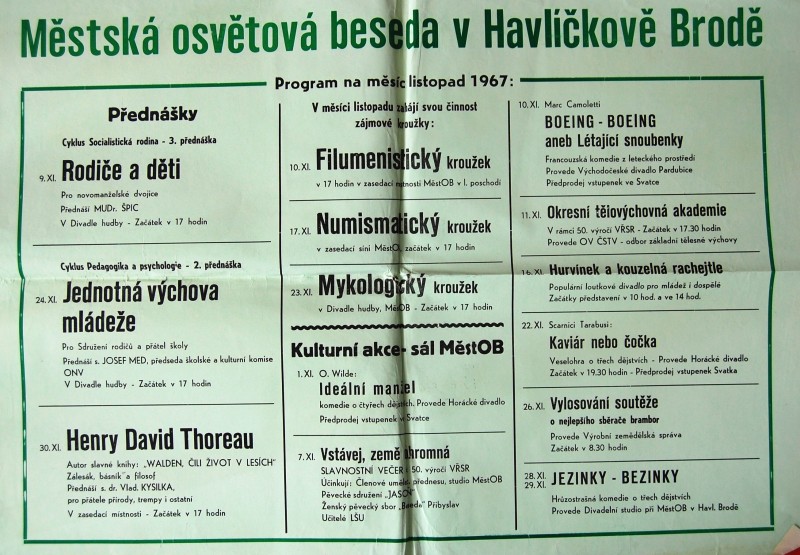 Městská osvětová beseda v Havlíčkově Brodě
Program na měsíc listopad 1967:
Přednášky
Cyklus Socialistická rodina - 3. přednáška
9. XI. Rodiče a děti
Pro novomanželské dvojice
Přednáší MUDr. ŠPIC
V Divadle hudby - Začátek v 17 hodin
Cyklus Pedagogika a psychologie - 2. přednáška
24. XI. Jednotná výchova
mládeže
Pro Sdružení rodičů a přátel školy
Přednáší s. JOSEF MED, předseda školské a kulturní komise
ONV
V Divadle hudby - Začátek v 17 hodin
30. XI. Henry David Thoreau
Autor slavné knihy: „WALDEN, ČILI ŽIVOT V LESÍCH"
Zálesák, básník a filosof
Přednáší s. dr. Vlad. KYSILKA,
pro přátele přírody, trempy i ostatní
V zasedací místnosti - Začátek v 17 hodin
V měsíci listopadu zahájí svou činnost
zájmové kroužky:
10. XI. Filumenistický kroužek
v 17 hodin v zasedací místnosti MěstOB v I. poschodí
17. XI. Numismatický kroužek
v zasedací síni MěstOB, začátek v 17 hodin
23. XI. Mykologický kroužek
v Divadle hudby, MěstOB - Začátek v 17 hodin
Kulturní akce - sál MěstOB
1. XI. O. Wilde:
Ideální manžel
komedie o čtyřech dějstvích. Provede Horácké divadlo
Předprodej vstupenek v Svatce
7. XI. Vstávej, země ohromná
SLAVNOSTNÍ VEČER k 50. výročí VŘSR
Účinkují: Členové uměl. přednesu, studio MěstOB
Pěvecké sdružení „JASOŇ"
Ženský pěvecký sbor Přibyslav
Učitelé LŠU
10. XI. Marc Camoletti
BOEING - BOEING
aneb Létající snoubenky
Francouzská komedie z leteckého prostředí
Provede Východočeské divadlo Pardubice
Předprodej vstupenek ve Svatce
11. XI. Okresní tělovýchovná akademie
V rámci 50. výročí VŘSR - Začátek v 17.30 hodin
Provede OV ČSTV - odbor základní tělesné výchovy
16. XI. Hurvínek a kouzelná rachejtle
Populární loutkové divadlo pro mládež i dospělé
Začátky představení v 10 hod. a ve 14 hod.
22. XI. Scarnici Tarabusi:
Kaviár nebo čočka
Veselohra o třech dějstvích - Provede Horácké divadlo
Začátek v 19.30 hodin - Předprodej vstupenek Svatka
26. XI. Vylosování soutěže
o nejlepšího sběrače brambor
Provede Výrobní zemědělská správa
Začátek v 8.30 hodin
28. XI.
29. XI. JEZINKY - BEZINKY
Hrůzostrašná komedie o třech dějstvích
Provede Divadelní studio při MěstOB v Havl. Brodě